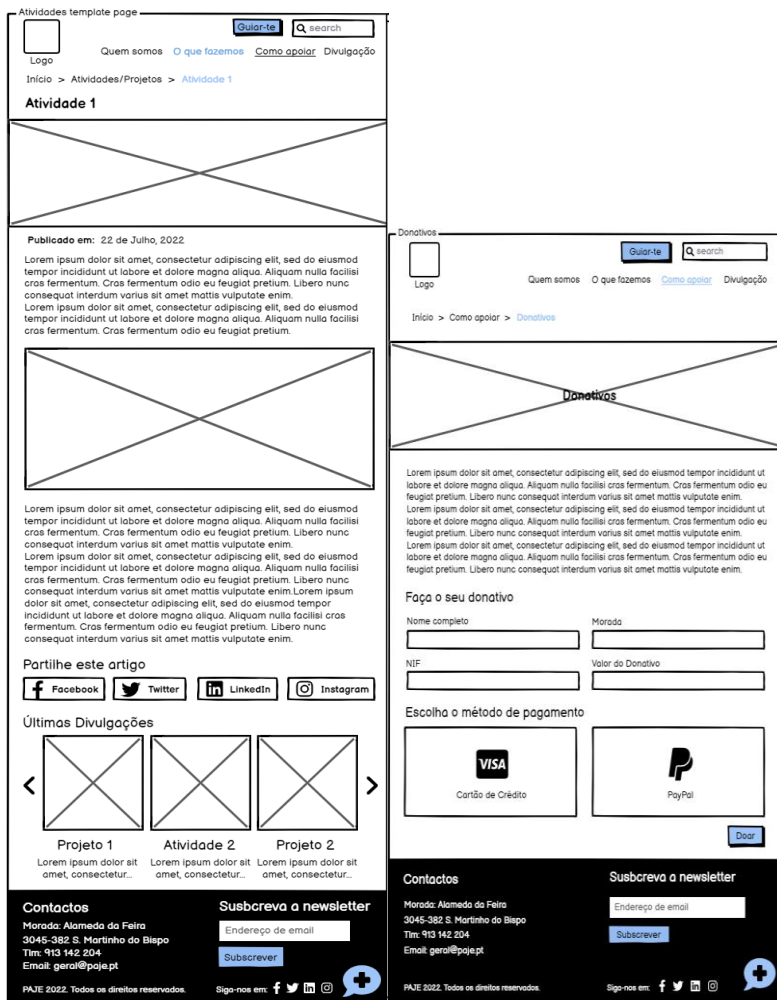 Atividades template page
Guiar-te
search
Logo
Quem somos O que fazemos Como apoiar Divulgação
Início > Atividades/Projetos > Atividade 1
Atividade 1
Publicado em: 22 de Julho, 2022
Lorem ipsum dolor sit amet, consectetur adipiscing elit, sed do eiusmod
tempor incididunt ut labore et dolore magna aliqua. Aliquam nulla facilisi
cras fermentum. Cras fermentum odio eu feugiat pretium. Libero nunc
consequat interdum varius sit amet mattis vulputate enim.
Lorem ipsum dolor sit amet, consectetur adipiscing elit, sed do eiusmod
tempor incididunt ut labore et dolore magna aliqua. Aliquam nulla facilisi
cras fermentum. Cras fermentum odio eu feugiat pretium.
Lorem ipsum dolor sit amet, consectetur adipiscing elit, sed do eiusmod
tempor incididunt ut labore et dolore magna aliqua. Aliquam nulla facilisi
cras fermentum. Cras fermentum odio eu feugiat pretium. Libero nunc
consequat interdum varius sit amet mattis vulputate enim.
Lorem ipsum dolor sit amet, consectetur adipiscing elit, sed do eiusmod
tempor incididunt ut labore et dolore magna aliqua. Aliquam nulla facilisi
cras fermentum. Cras fermentum odio eu feugiat pretium. Libero nunc
consequat interdum varius sit amet mattis vulputate enim.Lorem ipsum
dolor sit amet, consectetur adipiscing elit, sed do eiusmod tempor
incididunt ut labore et dolore magna aliqua. Aliquam nulla facilisi cras
fermentum. Cras fermentum odio eu feugiat pretium. Libero nunc
consequat interdum varius sit amet mattis vulputate enim.
Partilhe este artigo
Facebook Twitter LinkedIn Instagram
Últimas Divulgações
Projeto 1 Atividade 2 Projeto 2
Lorem ipsum dolor sit Lorem ipsum dolor sit Lorem ipsum dolor sit
amet, consectetur... amet, consectetur... amet, consectetur...
Contactos
Morada: Alameda da Feira
3045-382 S. Martinho do Bispo
Tlm: 913 142 204
Email: geral@paje.pt
PAJE 2022. Todos os direitos reservados.
Susbcreva a newsletter
Endereço de email
Subscrever
Siga-nos em:
Donativos
Guiar-te
search
Logo
Quem somos O que fazemos Como apoiar Divulgação
Início > Como apoiar > Donativos
Donativos
Lorem ipsum dolor sit amet, consectetur adipiscing elit, sed do eiusmod tempor incididunt ut
labore et dolore magna aliqua. Aliquam nulla facilisi cras fermentum. Cras fermentum odio eu
feugiat pretium. Libero nunc consequat interdum varius sit amet mattis vulputate enim.
Lorem ipsum dolor sit amet, consectetur adipiscing elit, sed do eiusmod tempor incididunt ut
labore et dolore magna aliqua. Aliquam nulla facilisi cras fermentum. Cras fermentum odio eu
feugiat pretium. Libero nunc consequat interdum varius sit amet mattis vulputate enim.
Lorem ipsum dolor sit amet, consectetur adipiscing elit, sed do eiusmod tempor incididunt ut
labore et dolore magna aliqua. Aliquam nulla facilisi cras fermentum. Cras fermentum odio eu
feugiat pretium. Libero nunc consequat interdum varius sit amet mattis vulputate enim.
Faça o seu donativo
Nome completo Morada
NIF Valor do Donativo
Escolha o método de pagamento
VISA
Cartão de Crédito PayPal
Doar
Contactos
Morada: Alameda da Feira
3045-382 S. Martinho do Bispo
Tlm: 913 142 204
Email: geral@paje.pt
PAJE 2022. Todos os direitos reservados.
Susbcreva a newsletter
Endereço de email
Subscrever
Siga-nos em: